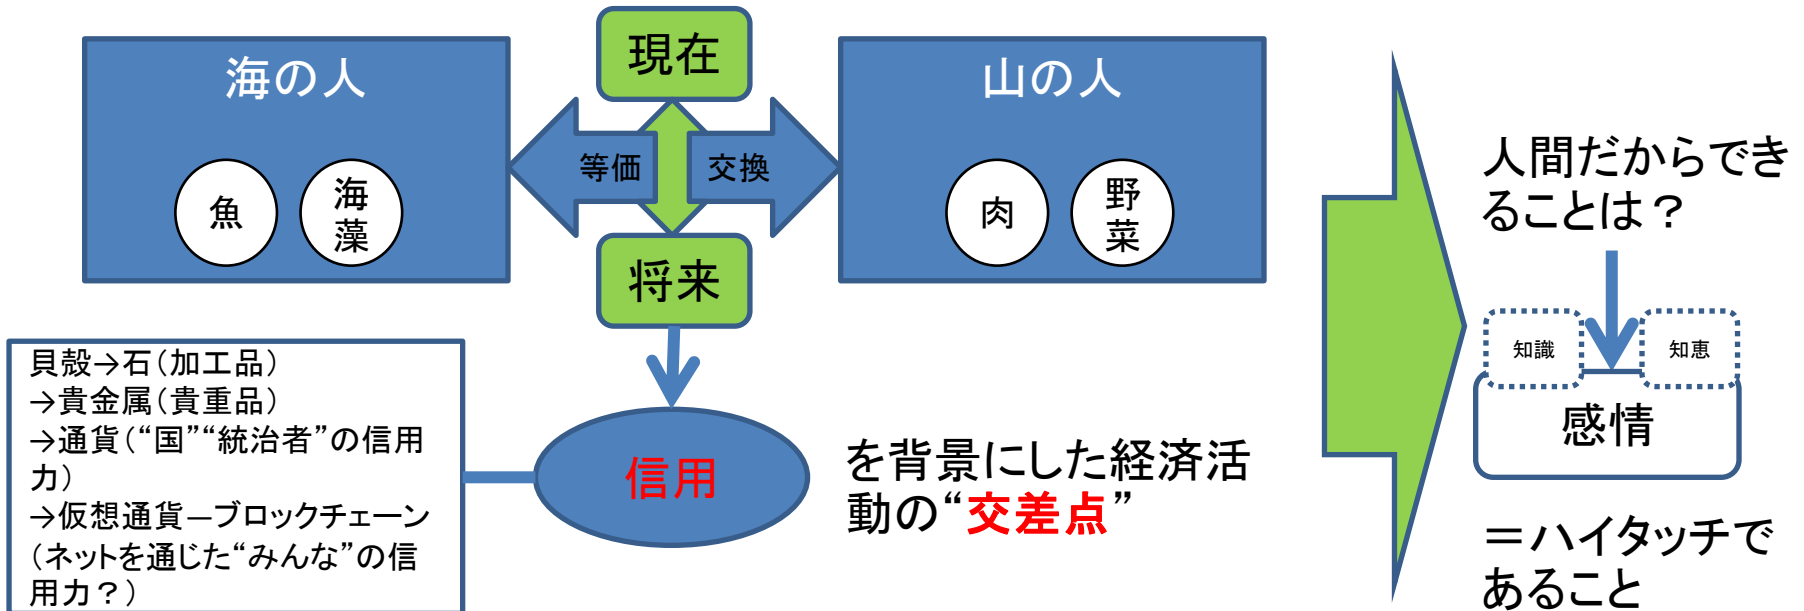 現在
海の人
山の人
等価
交換
魚
海
藻
肉
野
菜
将来
貝殻→石（加工品）
→貴金属（貴重品）
→通貨（“国”“統治者”の信用
力）
→仮想通貨―ブロックチェーン
（ネットを通じた“みんな”の信
用力？）
信用
を背景にした経済活
動の“交差点”
人間だからでき
ることは？
知識
知恵
感情
＝ハイタッチで
あること